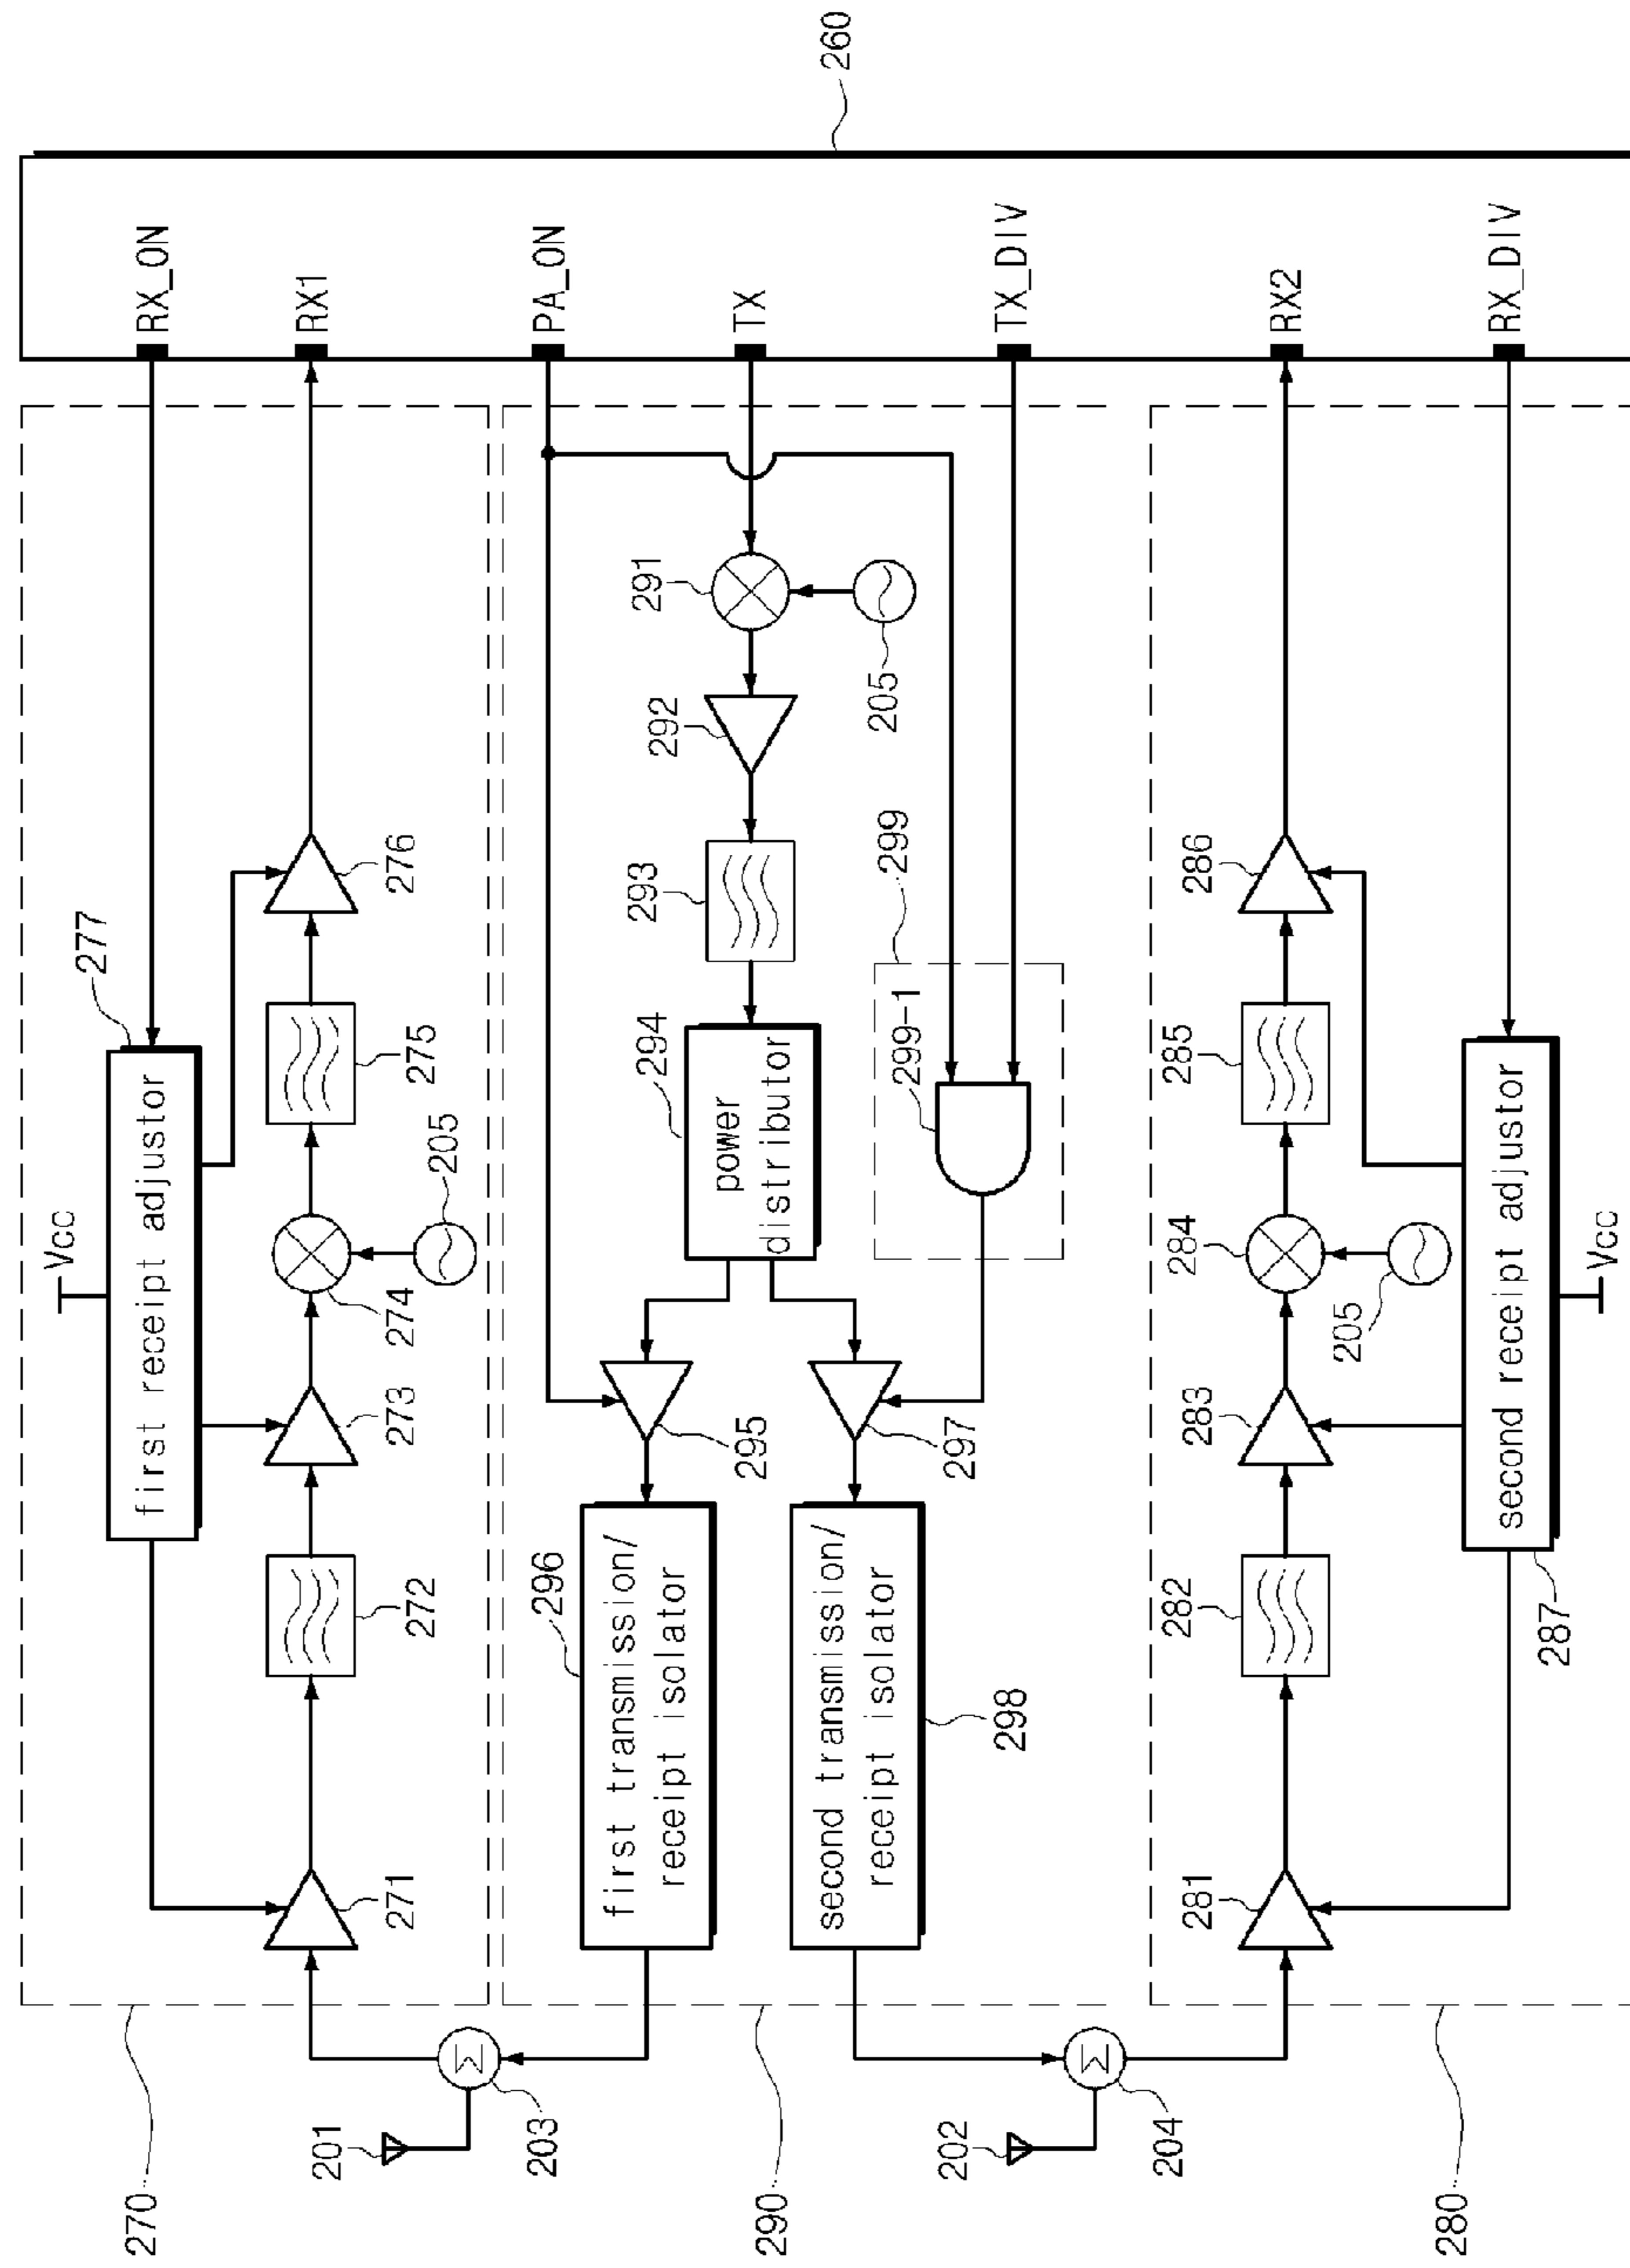 260
RX_ON
RX1
PA_ON
TX
TX_DIV
RX2
RX_DIV
277
Vcc
first receipt adjustor
271
272
273
274
205
275
276
270
201
203
291
205
292
293
294
power
distributor
299
299-1
295
297
296
first transmission/
receipt isolator
second transmission/
receipt isolator
298
290
202
204
281
282
283
284
205
285
286
second receipt adjustor
Vcc
287
280